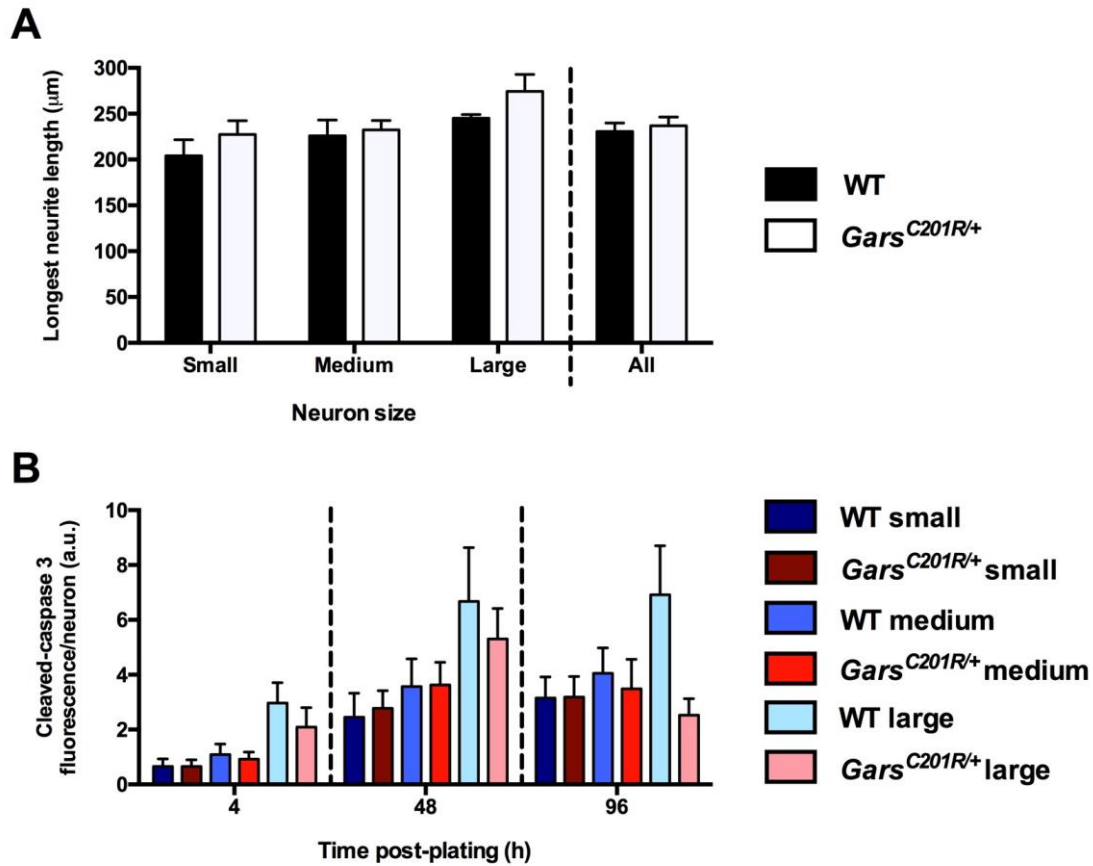 A
Longest neurite length (μm)
300
250
200
150
100
50
0
Small Medium Large All
Neuron size
WT
Gars^C201R/+
B
Cleaved-caspase 3
fluorescence/neuron (a.u.)
10
8
6
4
2
0
4 48 96
Time post-plating (h)
WT small
Gars^C201R/+ small
WT medium
Gars^C201R/+ medium
WT large
Gars^C201R/+ large